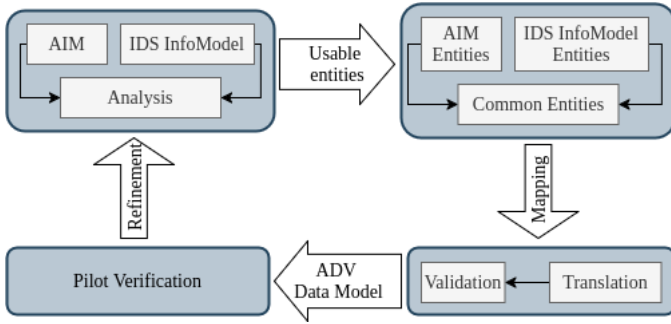 AIM
IDS InfoModel
Analysis
Usable
entities
AIM
Entities
IDS InfoModel
Entities
Common Entities
Mapping
Validation
Translation
ADV
Data Model
Pilot Verification
Refinement